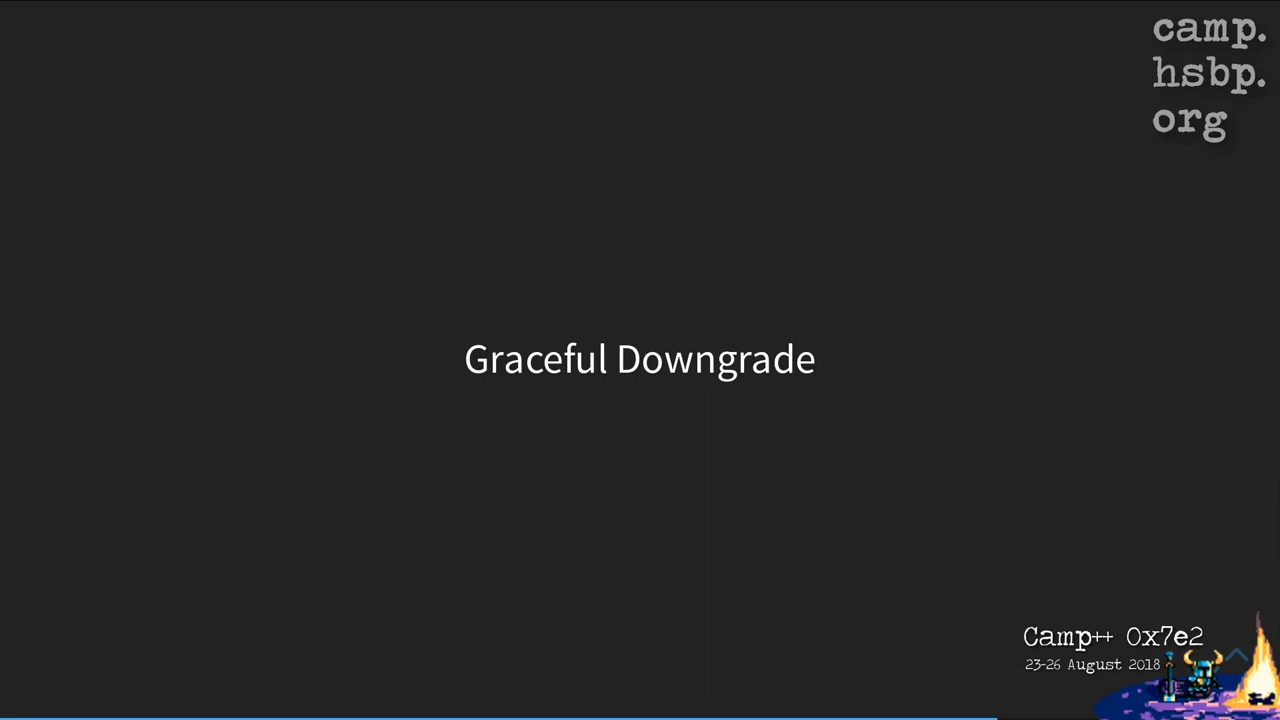 camp.
hsbp.
org
Graceful Downgrade
Camp++ 0x7e2
23-26 August 2018